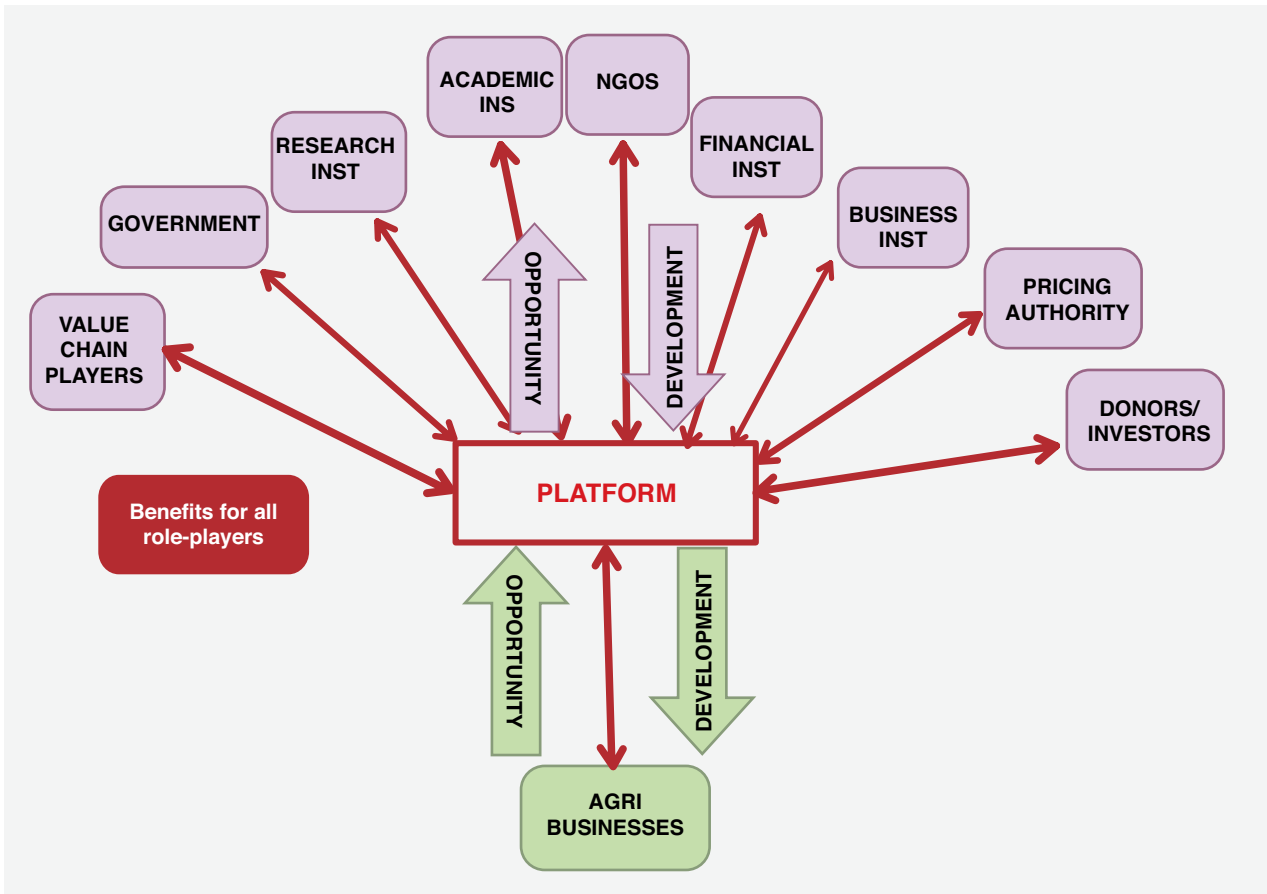 ACADEMIC
INS
NGOS
RESEARCH
INST
FINANCIAL
INST
GOVERNMENT
BUSINESS
INST
VALUE
CHAIN
PLAYERS
PRICING
AUTHORITY
DONORS/
INVESTORS
OPPORTUNITY
DEVELOPMENT
PLATFORM
Benefits for all
role-players
OPPORTUNITY
DEVELOPMENT
AGRI
BUSINESSES